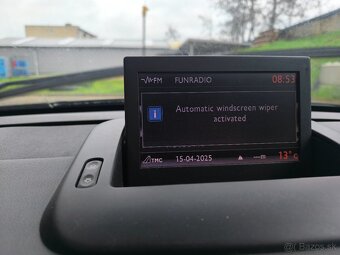 FM FUNRADIO 08:53
Automatic windscreen wiper
activated
TMC 15-04-2025 13°C
© Bazos.sk